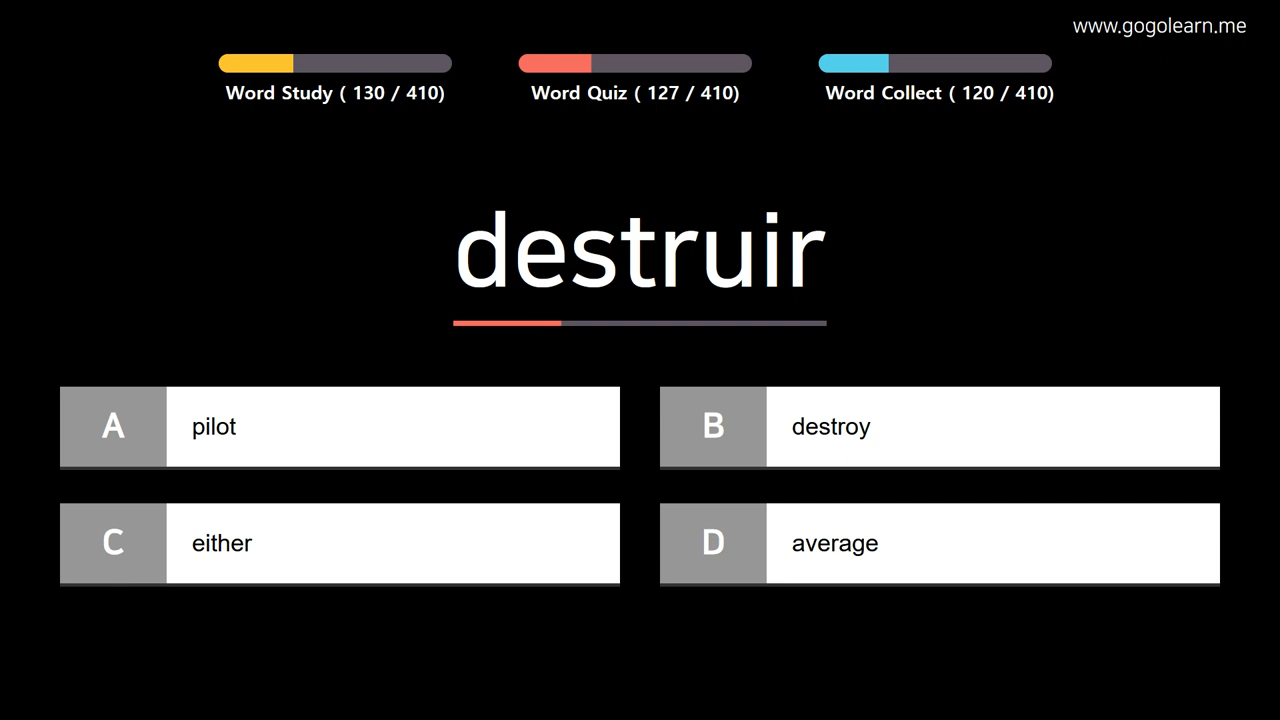 www.gogolearn.me
Word Study ( 130 / 410)
Word Quiz ( 127 / 410)
Word Collect ( 120 / 410)
destruir
A pilot
B destroy
C either
D average